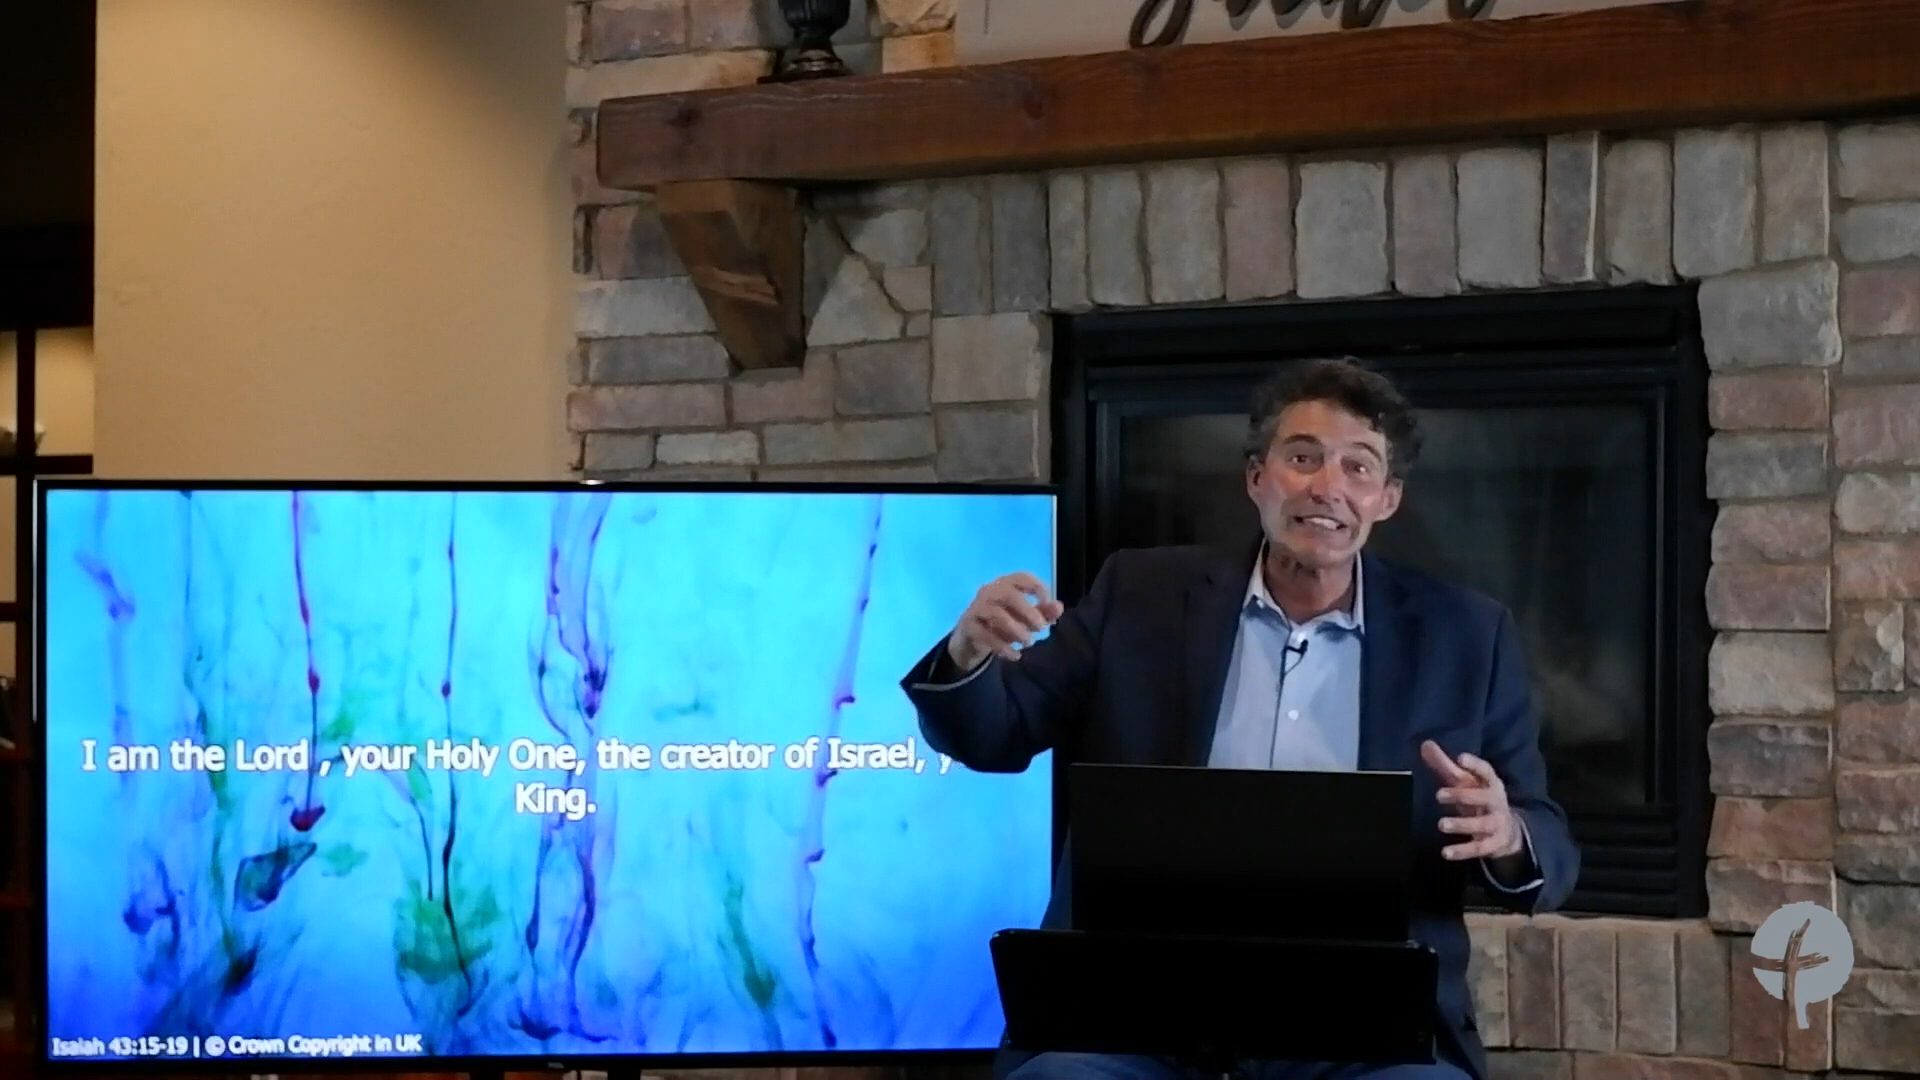 I am the Lord , your Holy One, the creator of Israel,
King.
Isaiah 43:15-19 | © Crown Copyright in UK